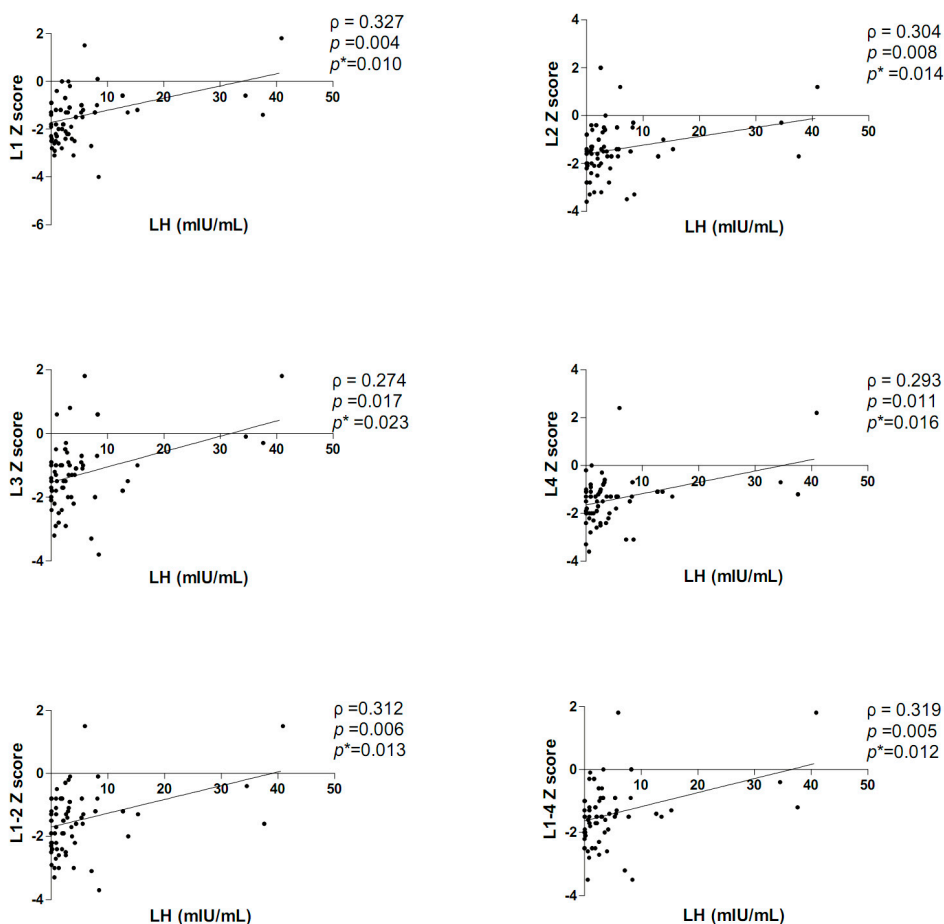 ρ = 0.327
p =0.004
p*=0.010
L1 Z score
2
0
-2
-4
-6
10 20 30 40 50
LH (mIU/mL)
ρ = 0.304
p =0.008
p* =0.014
L2 Z score
4
2
0
-2
-4
10 20 30 40 50
LH (mIU/mL)
ρ = 0.274
p =0.017
p* =0.023
L3 Z score
2
0
-2
-4
10 20 30 40 50
LH (mIU/mL)
ρ = 0.293
p =0.011
p* =0.016
L4 Z score
4
2
0
-2
-4
10 20 30 40 50
LH (mIU/mL)
ρ =0.312
p =0.006
p*=0.013
L1-2 Z score
2
0
-2
-4
10 20 30 40 50
LH (mIU/mL)
ρ = 0.319
p =0.005
p* =0.012
L1-4 Z score
2
0
-2
-4
10 20 30 40 50
LH (mIU/mL)